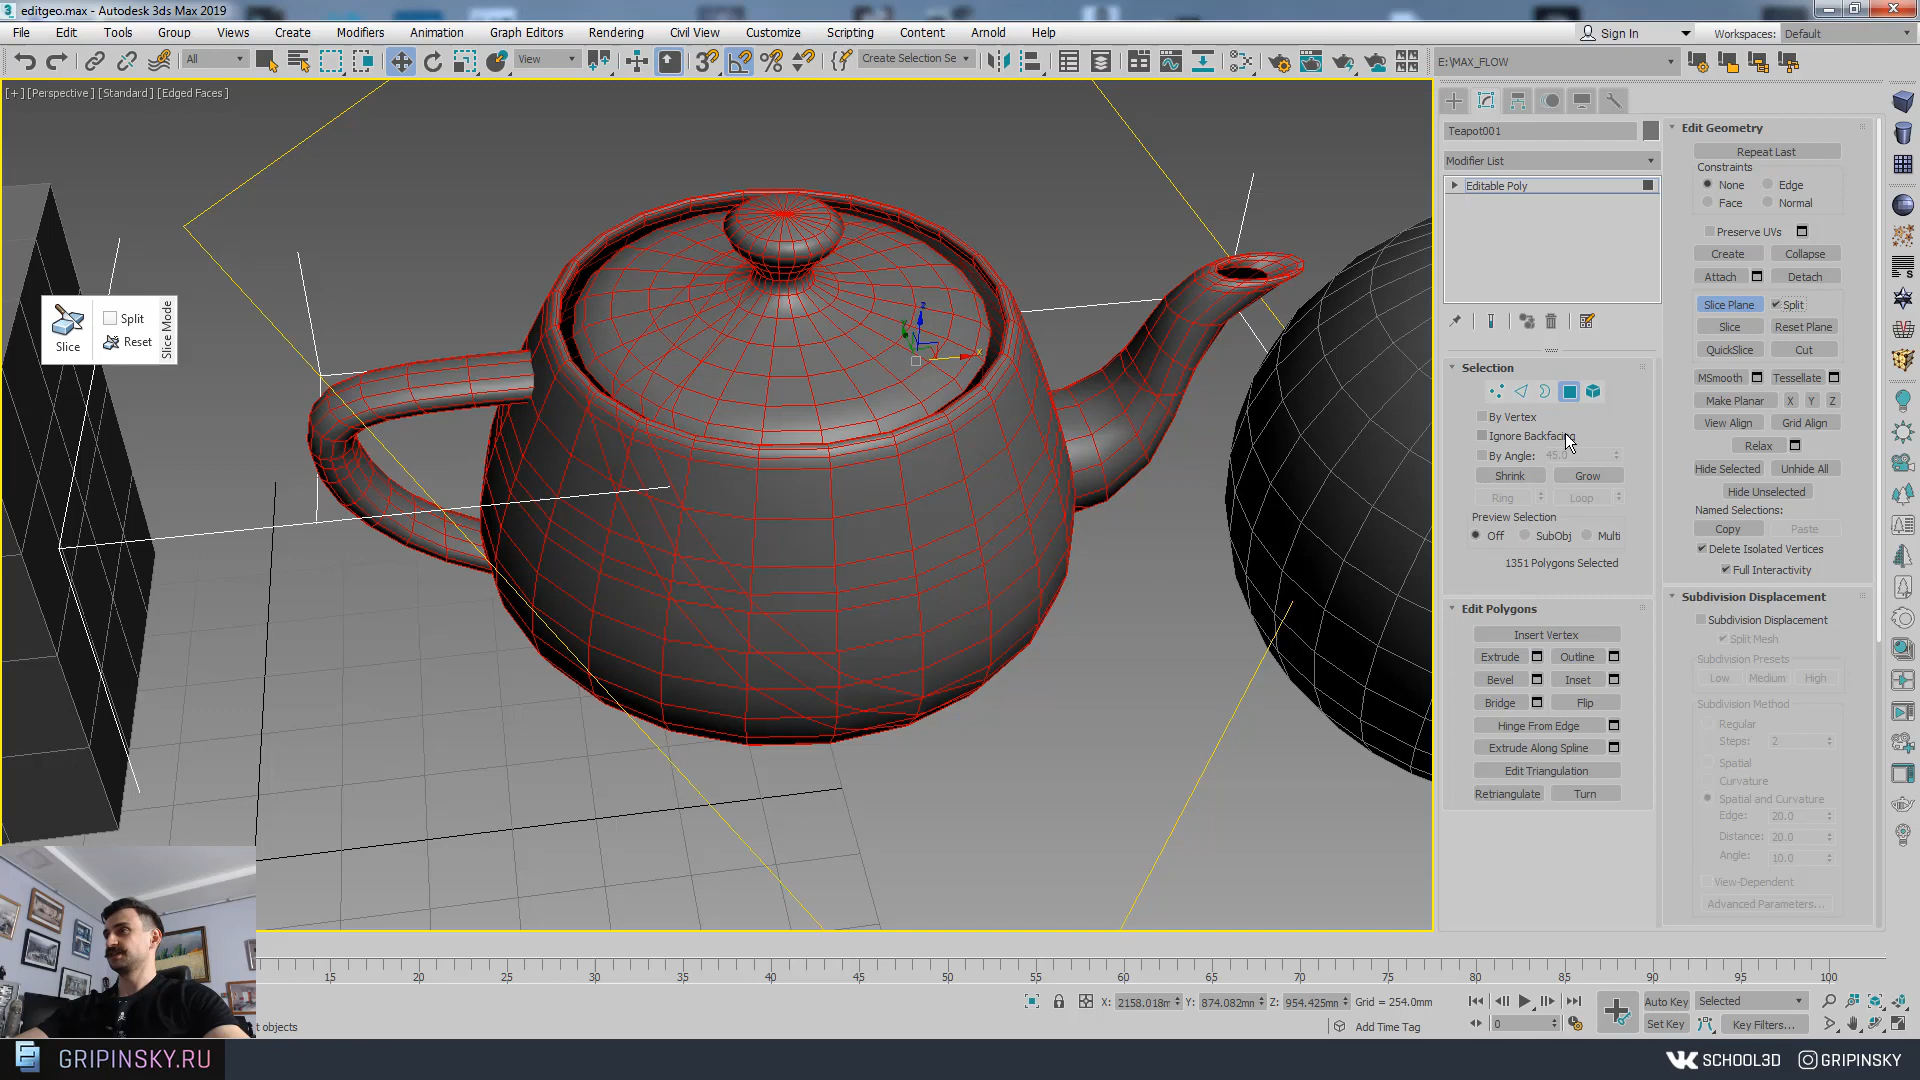 editgeo.max - Autodesk 3ds Max 2019
File Edit Tools Group Views Create Modifiers Animation Graph Editors Rendering Civil View Customize Scripting Content Arnold Help
Sign In Workspaces: Default
All View Create Selection Se E:\MAX_FLOW
[+] [Perspective] [Standard] [Edged Faces]
Slice
Split
Reset
Slice Mode
z
x
Teapot001
Modifier List
Editable Poly
Selection
By Vertex
Ignore Backfacing
By Angle: 45.0
Shrink Grow
Ring Loop
Preview Selection
Off SubObj Multi
1351 Polygons Selected
Edit Polygons
Insert Vertex
Extrude Outline
Bevel Inset
Bridge Flip
Hinge From Edge
Extrude Along Spline
Edit Triangulation
Retriangulate Turn
Edit Geometry
Repeat Last
Constraints
None Edge
Face Normal
Preserve UVs
Create Collapse
Attach Detach
Slice Plane Split
Slice Reset Plane
QuickSlice Cut
MSmooth Tessellate
Make Planar X Y Z
View Align Grid Align
Relax
Hide Selected Unhide All
Hide Unselected
Named Selections:
Copy Paste
Delete Isolated Vertices
Full Interactivity
Subdivision Displacement
Subdivision Displacement
Split Mesh
Subdivision Presets
Low Medium High
Subdivision Method
Regular
Steps: 2
Spatial
Curvature
Spatial and Curvature
Edge: 20.0
Distance: 20.0
Angle: 10.0
View-Dependent
Advanced Parameters...
15 20 25 30 35 40 45 50 55 60 65 70 75 80 85 90 95 100
X: 2158.018m Y: 874.082mm Z: 954.425mm Grid = 254.0mm
Auto Key Selected
t objects
Add Time Tag
0
Set Key Key Filters...
GRIPINSKY.RU
SCHOOL3D GRIPINSKY